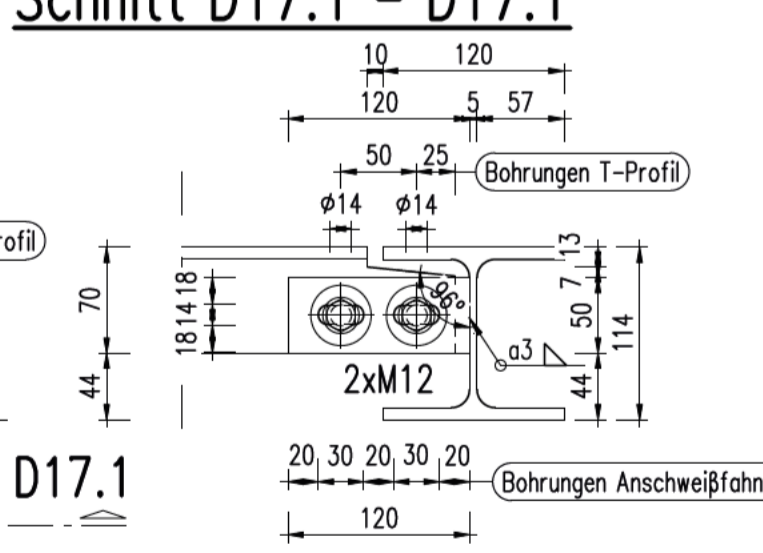 Schnitt D17.1 - D17.1
10 120
120 5 57
50 25
Bohrungen T-Profil
ϕ14 ϕ14
rofil
13
7
50
44
114
70
44
18
14
18
96°
a3
2xM12
D17.1
20 30 20 30 20
Bohrungen Anschweißfahn
120